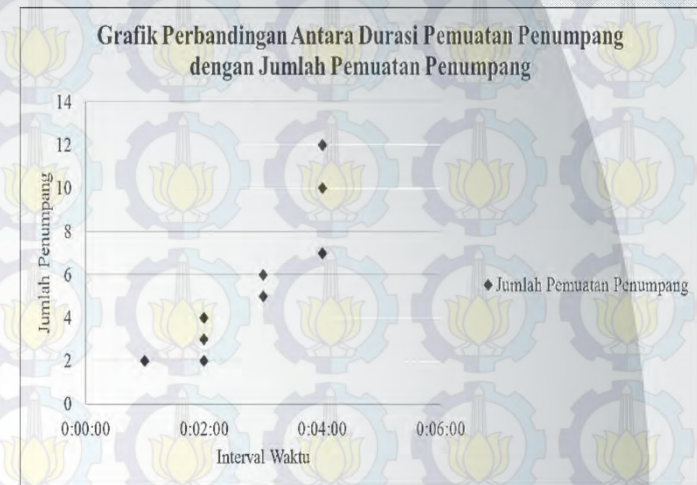 Grafik Perbandingan Antara Durasi Pemuatan Penumpang
dengan Jumlah Pemuatan Penumpang
14
12
10
8
6
4
2
0
Jumlah Penumpang
0:00:00 0:02:00 0:04:00 0:06:00
Interval Waktu
Jumlah Pemuatan Penumpang